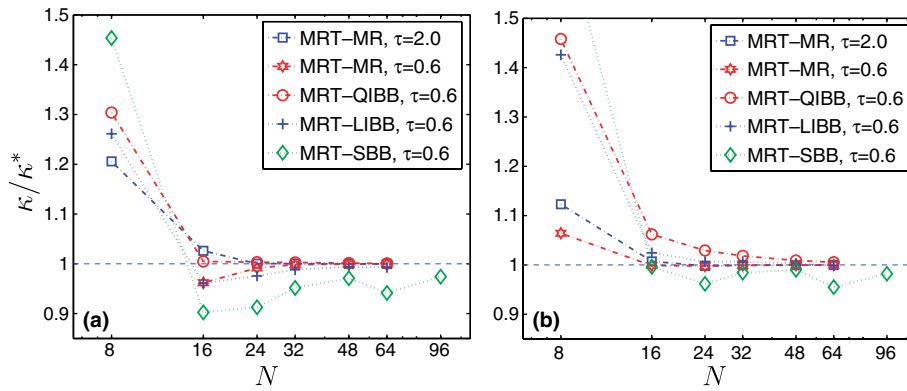 1.5
1.4
1.3
1.2
1.1
1
0.9
κ/κ*
MRT–MR, τ=2.0
MRT–MR, τ=0.6
MRT–QIBB, τ=0.6
MRT–LIBB, τ=0.6
MRT–SBB, τ=0.6
(a)
8 16 24 32 48 64 96
N
1.5
1.4
1.3
1.2
1.1
1
0.9
MRT–MR, τ=2.0
MRT–MR, τ=0.6
MRT–QIBB, τ=0.6
MRT–LIBB, τ=0.6
MRT–SBB, τ=0.6
(b)
8 16 24 32 48 64 96
N